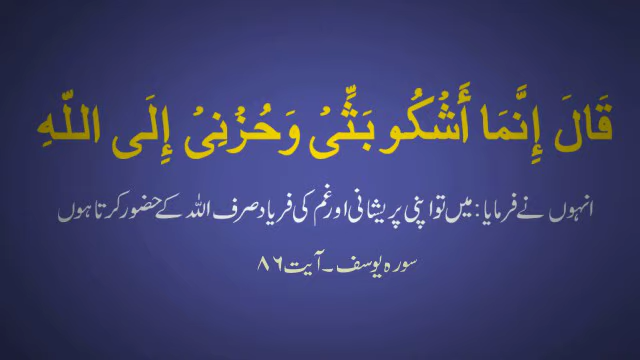 قَالَ إِنَّمَا أَشْكُو بَثِّيْ وَحُزْنِيْ إِلَى اللّٰهِ
انہوں نے فرمایا: میں تو اپنی پریشانی اور غم کی فریاد صرف اللہ کے حضور کرتا ہوں
سورہ یوسف ۔ آیت ۸۶